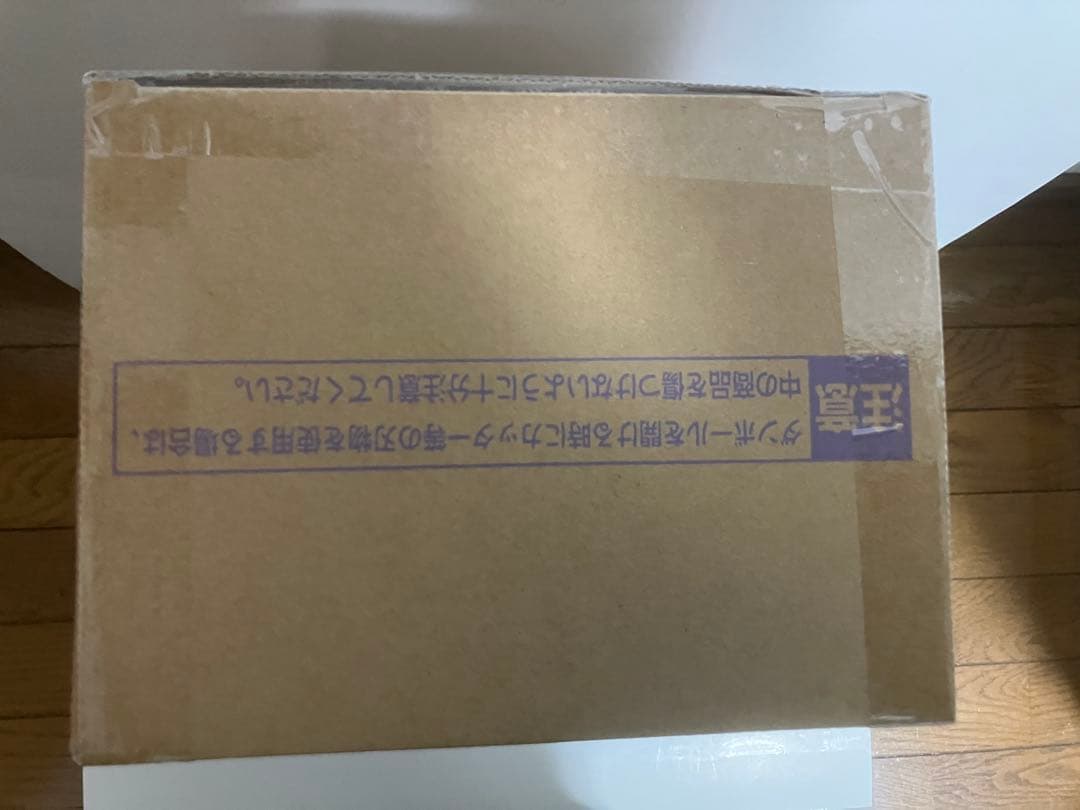 注意
ダンボールを開ける時にカッター等の刃物を使用する場合は、
中の商品を傷つけないように十分注意してください。